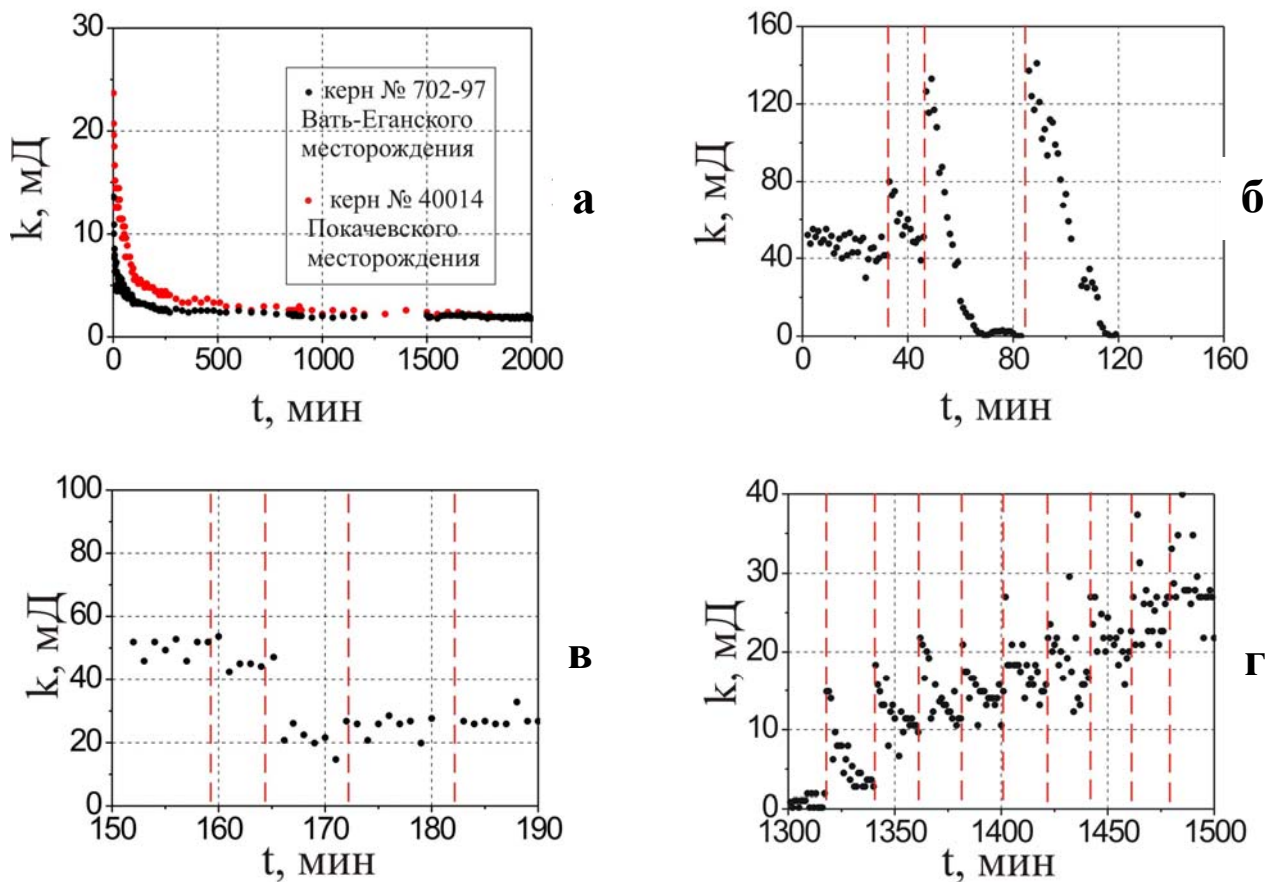 30
20
10
0
k, мД
0
500
1000
1500
2000
t, мин
• керн № 702-97
Вать-Еганского
месторождения
• керн № 40014
Покачевского
месторождения
а
160
120
80
40
0
k, мД
0
40
80
120
160
t, мин
б
100
80
60
40
20
0
k, мД
150
160
170
180
190
t, мин
в
40
30
20
10
0
k, мД
1300
1350
1400
1450
1500
t, мин
г